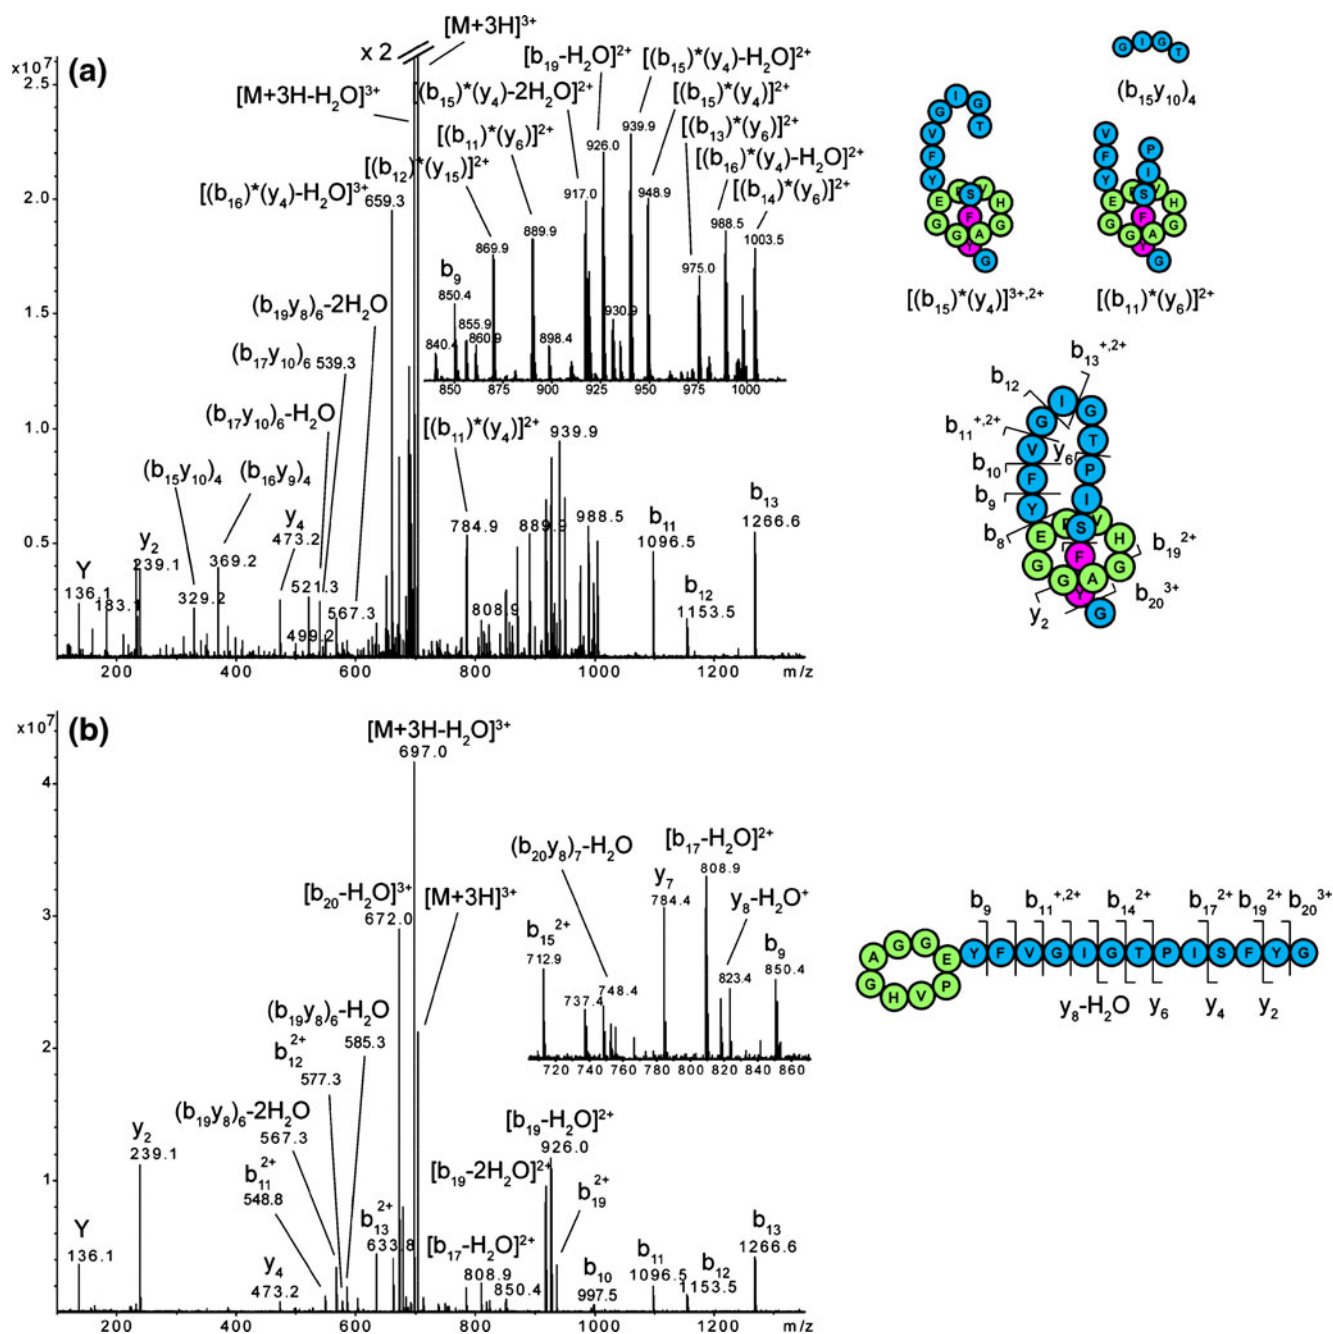 (a)
x10⁷
x 2
[M+3H]³⁺
[M+3H-H₂O]³⁺
[(b₁₅)*(y₄)-2H₂O]²⁺
[b₁₉-H₂O]²⁺
[(b₁₅)*(y₄)-H₂O]²⁺
[(b₁₅)*(y₄)]²⁺
[(b₁₁)*(y₆)]²⁺
[(b₁₃)*(y₆)]²⁺
[(b₁₂)*(y₁₅)]²⁺
[(b₁₆)*(y₄)-H₂O]²⁺
[(b₁₄)*(y₆)]²⁺
[(b₁₆)*(y₄)-H₂O]³⁺
659.3
939.9
926.0
917.0
948.9
889.9
869.9
975.0
988.5
1003.5
b₉
850.4
855.9
860.9
840.4
898.4
930.9
850 875 900 925 950 975 1000
(b₁₉y₈)₆-2H₂O
(b₁₇y₁₀)₆ 539.3
(b₁₇y₁₀)₆-H₂O
(b₁₅y₁₀)₄
(b₁₆y₉)₄
[(b₁₁)*(y₄)]²⁺
939.9
Y
136.1
183.1
y₂
239.1
329.2
369.2
y₄
473.2
521.3
499.2
567.3
784.9
808.9
889.9
988.5
b₁₁
1096.5
b₁₂
1153.5
b₁₃
1266.6
2.5
2.0
1.5
1.0
0.5
200 400 600 800 1000 1200 m/z
G I G T
(b₁₅y₁₀)₄
V F Y G I G T
E E V H G A G G
S F Y G
[(b₁₅)*(y₄)]³⁺,²⁺
V F Y P I S
E E V H G A G G
F Y G
[(b₁₁)*(y₆)]²⁺
b₁₃⁺,²⁺
b₁₂
b₁₁⁺,²⁺
b₁₀
b₉
b₈
y₆
y₂
b₁₉²⁺
b₂₀³⁺
Y F V G I G T P I S F Y G
(b)
x10⁷
[M+3H-H₂O]³⁺
697.0
[b₂₀-H₂O]³⁺
672.0
[M+3H]³⁺
(b₂₀y₈)₇-H₂O
[b₁₇-H₂O]²⁺
808.9
y₇
784.4
y₈-H₂O⁺
823.4
b₁₅²⁺
712.9
737.4
748.4
b₉
850.4
720 740 760 780 800 820 840 860
(b₁₉y₈)₆-H₂O
585.3
b₁₂²⁺
577.3
(b₁₉y₈)₆-2H₂O
567.3
b₁₁²⁺
548.8
Y
136.1
y₂
239.1
y₄
473.2
b₁₃²⁺
633.8
[b₁₇-H₂O]²⁺
808.9
850.4
[b₁₉-2H₂O]²⁺
[b₁₉-H₂O]²⁺
926.0
b₁₉²⁺
b₁₀
997.5
b₁₁
1096.5
b₁₂
1153.5
b₁₃
1266.6
4
3
2
1
200 400 600 800 1000 1200 m/z
b₉ b₁₁⁺,²⁺ b₁₄²⁺ b₁₇²⁺ b₁₉²⁺ b₂₀³⁺
A G G E P V H G
Y F V G I G T P I S F Y G
y₈-H₂O y₆ y₄ y₂